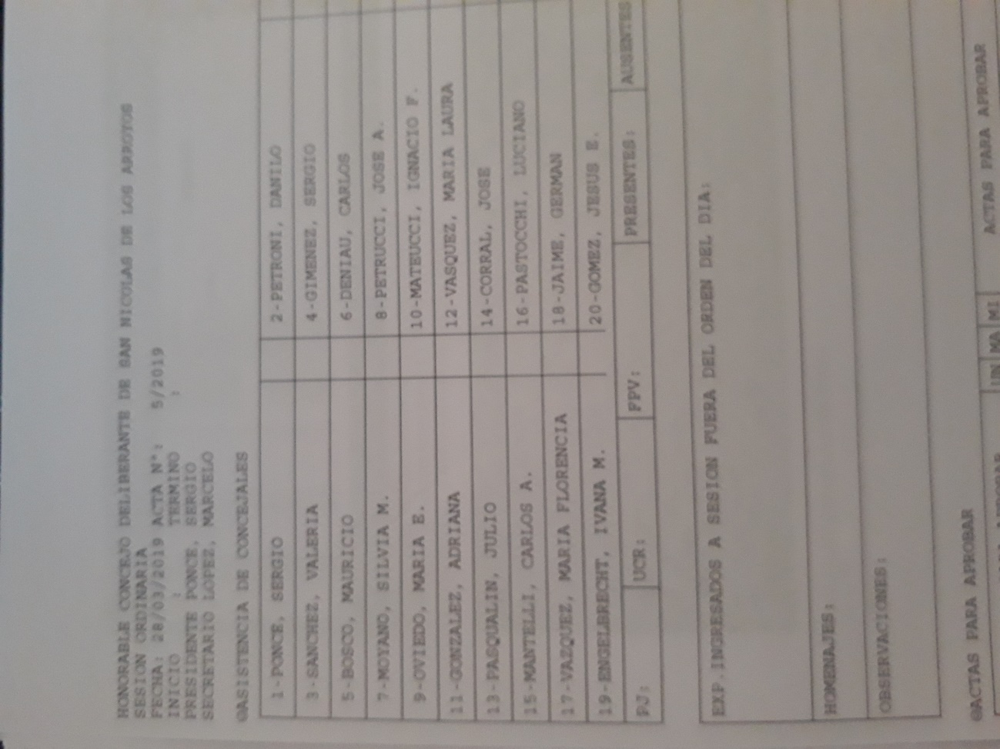 HONORABLE CONCEJO DELIBERANTE DE SAN NICOLAS DE LOS ARROYOS
SESION ORDINARIA
FECHA: 28/03/2019 ACTA N°: 5/2019
INICIO : TERMINO :
PRESIDENTE PONCE, SERGIO
SECRETARIO LOPEZ, MARCELO
@ASISTENCIA DE CONCEJALES
1-PONCE, SERGIO 2-PETRONI, DANILO
3-SANCHEZ, VALERIA 4-GIMENEZ, SERGIO
5-BOSCO, MAURICIO 6-DENIAU, CARLOS
7-MOYANO, SILVIA M. 8-PETRUCCI, JOSE A.
9-OVIEDO, MARIA E. 10-MATEUCCI, IGNACIO F.
11-GONZALEZ, ADRIANA 12-VASQUEZ, MARIA LAURA
13-PASQUALIN, JULIO 14-CORRAL, JOSE
15-MANTELLI, CARLOS A. 16-PASTOCCHI, LUCIANO
17-VAZQUEZ, MARIA FLORENCIA 18-JAIME, GERMAN
19-ENGELBRECHT, IVANA M. 20-GOMEZ, JESUS E.
PJ: UCR: FPV: PRESENTES: AUSENTES
EXP.INGRESADOS A SESION FUERA DEL ORDEN DEL DIA:
HOMENAJES:
OBSERVACIONES:
@ACTAS PARA APROBAR ACTAS PARA APROBAR
UN MA MI